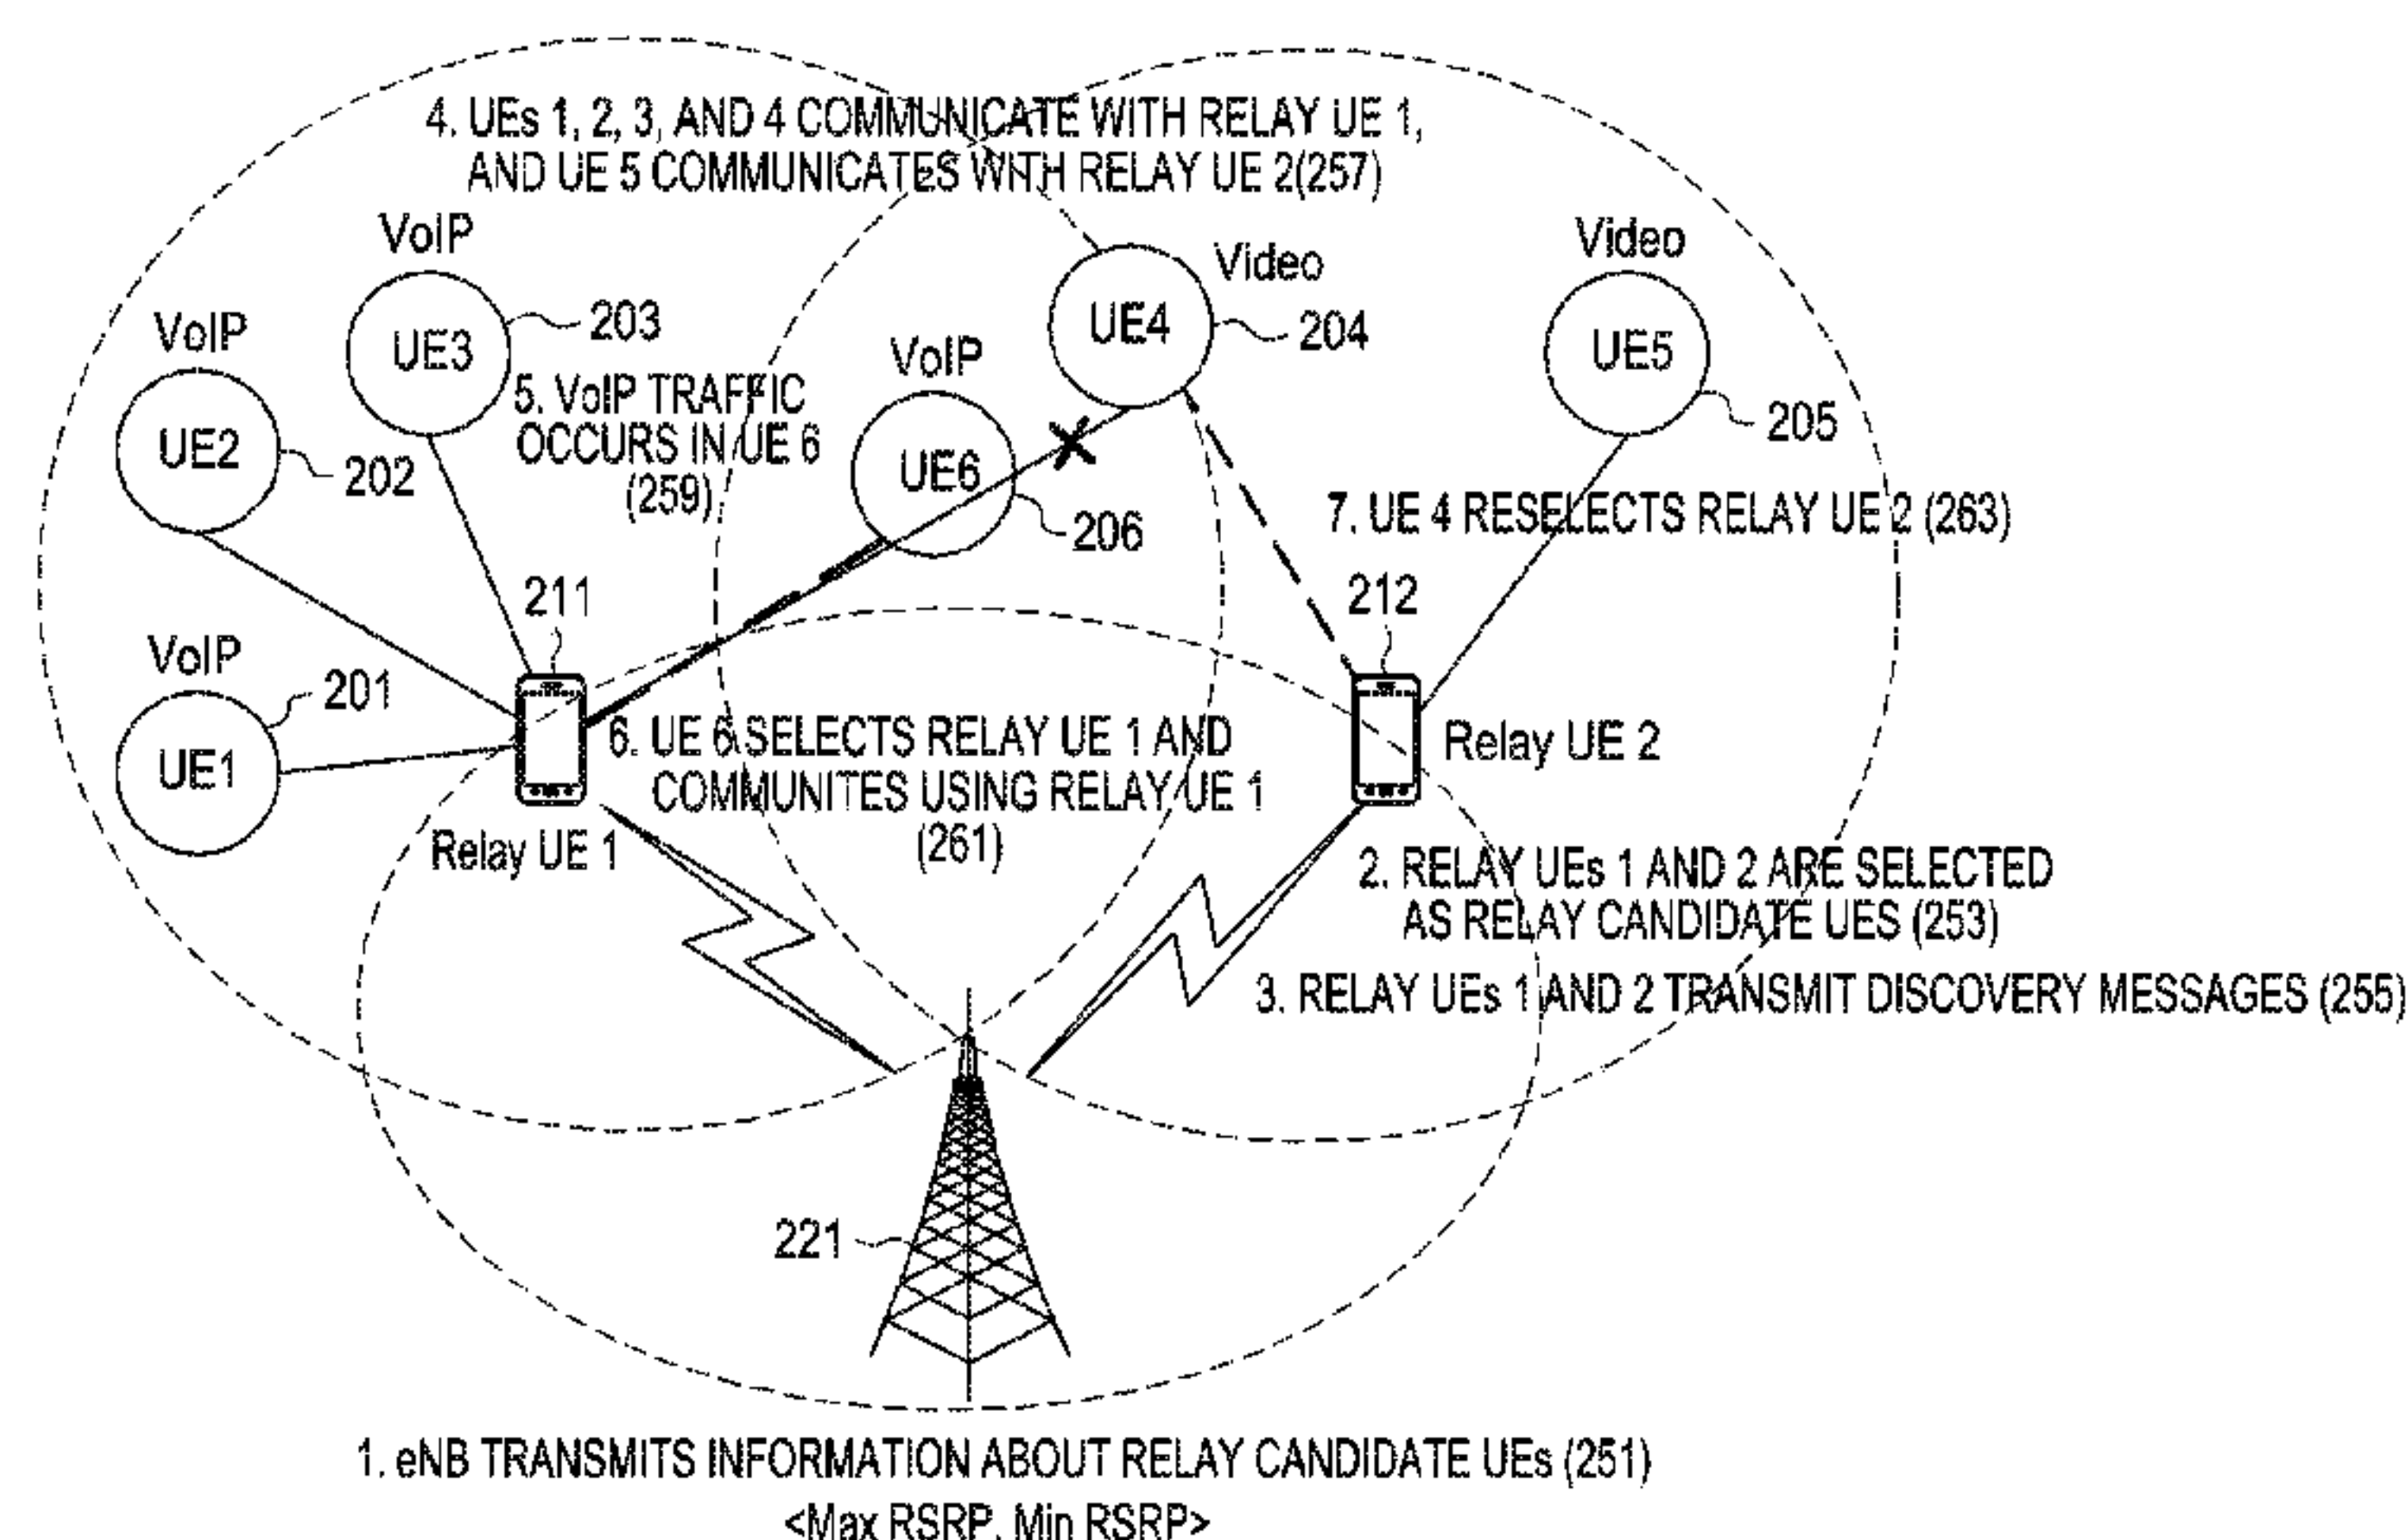 4. UEs 1, 2, 3, AND 4 COMMUNICATE WITH RELAY UE 1,
AND UE 5 COMMUNICATES WITH RELAY UE 2(257)
VoIP
UE3
203
VoIP
UE2
202
VoIP
UE1
201
5. VoIP TRAFFIC
OCCURS IN UE 6
(259)
VoIP
UE6
206
Video
UE4
204
Video
UE5
205
7. UE 4 RESELECTS RELAY UE 2 (263)
211
Relay UE 1
212
Relay UE 2
6. UE 6 SELECTS RELAY UE 1 AND
COMMUNITES USING RELAY UE 1
(261)
2. RELAY UEs 1 AND 2 ARE SELECTED
AS RELAY CANDIDATE UES (253)
3. RELAY UEs 1 AND 2 TRANSMIT DISCOVERY MESSAGES (255)
221
1. eNB TRANSMITS INFORMATION ABOUT RELAY CANDIDATE UEs (251)
<Max RSRP, Min RSRP>